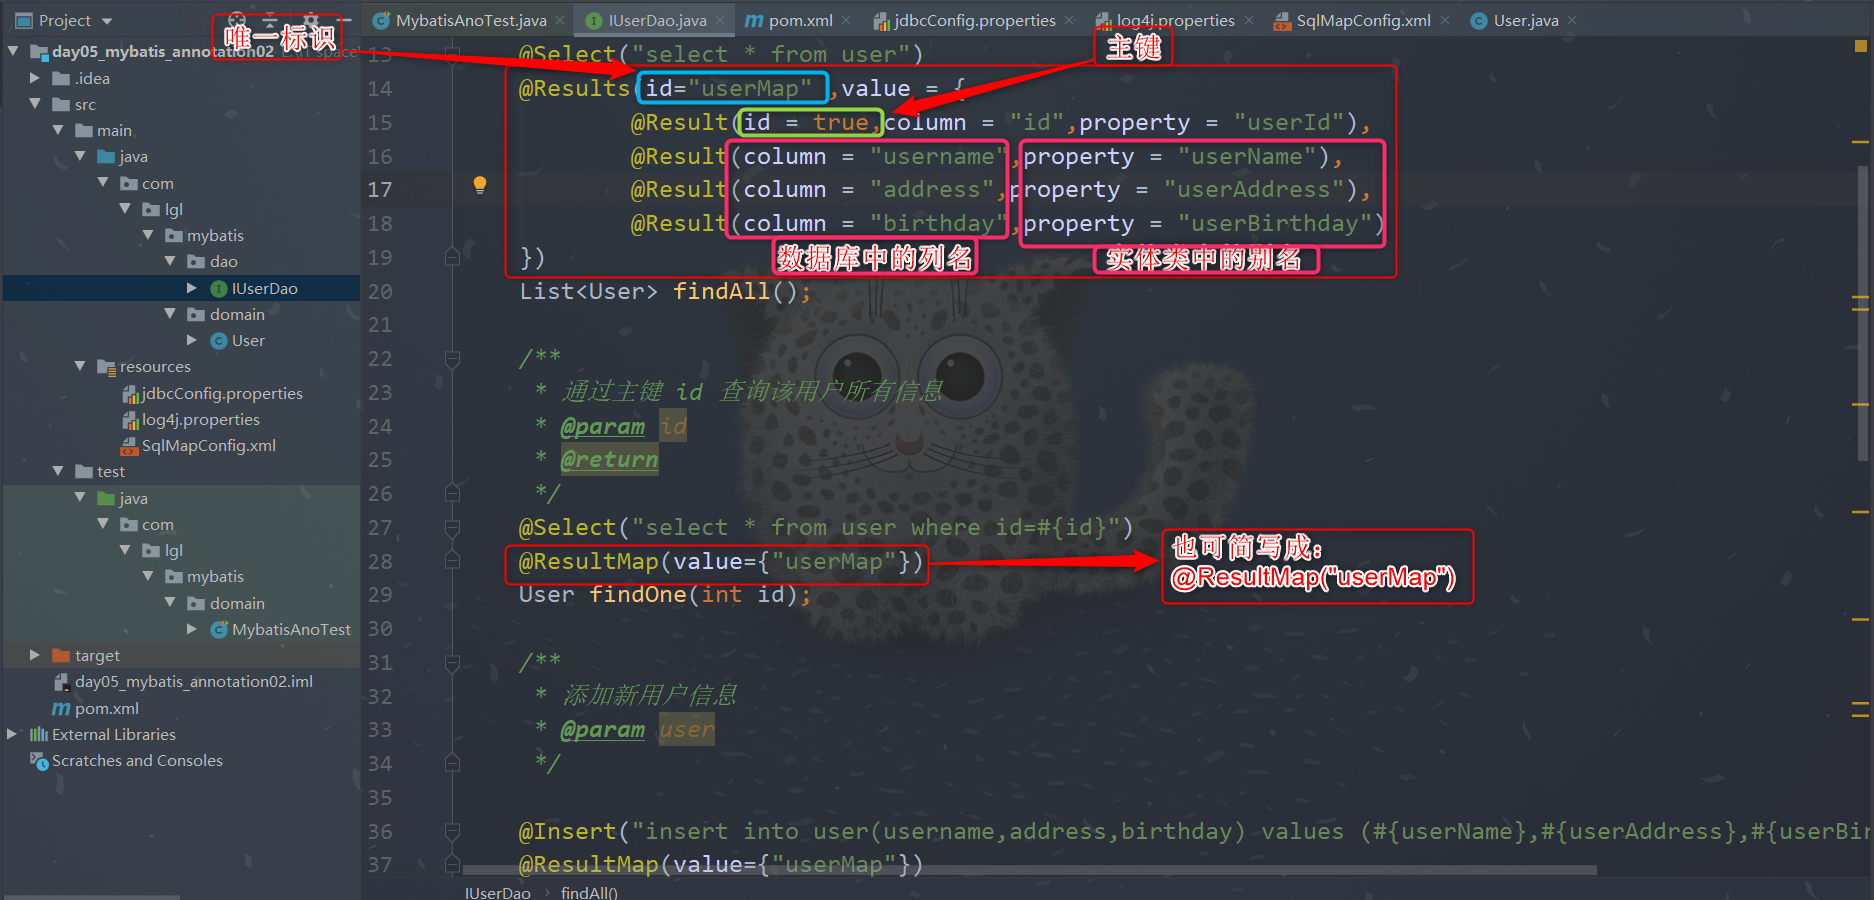 Project
MybatisAnoTest.java
IUserDao.java
pom.xml
jdbcConfig.properties
log4j.properties
SqlMapConfig.xml
User.java
唯一标识
主键
day05_mybatis_annotation02
.idea
src
main
java
com
lgl
mybatis
dao
IUserDao
domain
User
resources
jdbcConfig.properties
log4j.properties
SqlMapConfig.xml
test
java
com
lgl
mybatis
domain
MybatisAnoTest
target
day05_mybatis_annotation02.iml
pom.xml
External Libraries
Scratches and Consoles
13 @Select("select * from user")
14 @Results(id="userMap",value = {
15 @Result(id = true,column = "id",property = "userId"),
16 @Result(column = "username",property = "userName"),
17 @Result(column = "address",property = "userAddress"),
18 @Result(column = "birthday",property = "userBirthday")
数据库中的列名
实体类中的别名
19 })
20 List<User> findAll();
21
22 /**
23 * 通过主键 id 查询该用户所有信息
24 * @param id
25 * @return
26 */
27 @Select("select * from user where id=#{id}")
28 @ResultMap(value={"userMap"})
也可简写成：
@ResultMap("userMap")
29 User findOne(int id);
30
31 /**
32 * 添加新用户信息
33 * @param user
34 */
35
36 @Insert("insert into user(username,address,birthday) values (#{userName},#{userAddress},#{userBir
37 @ResultMap(value={"userMap"})
IUserDao › findAll()